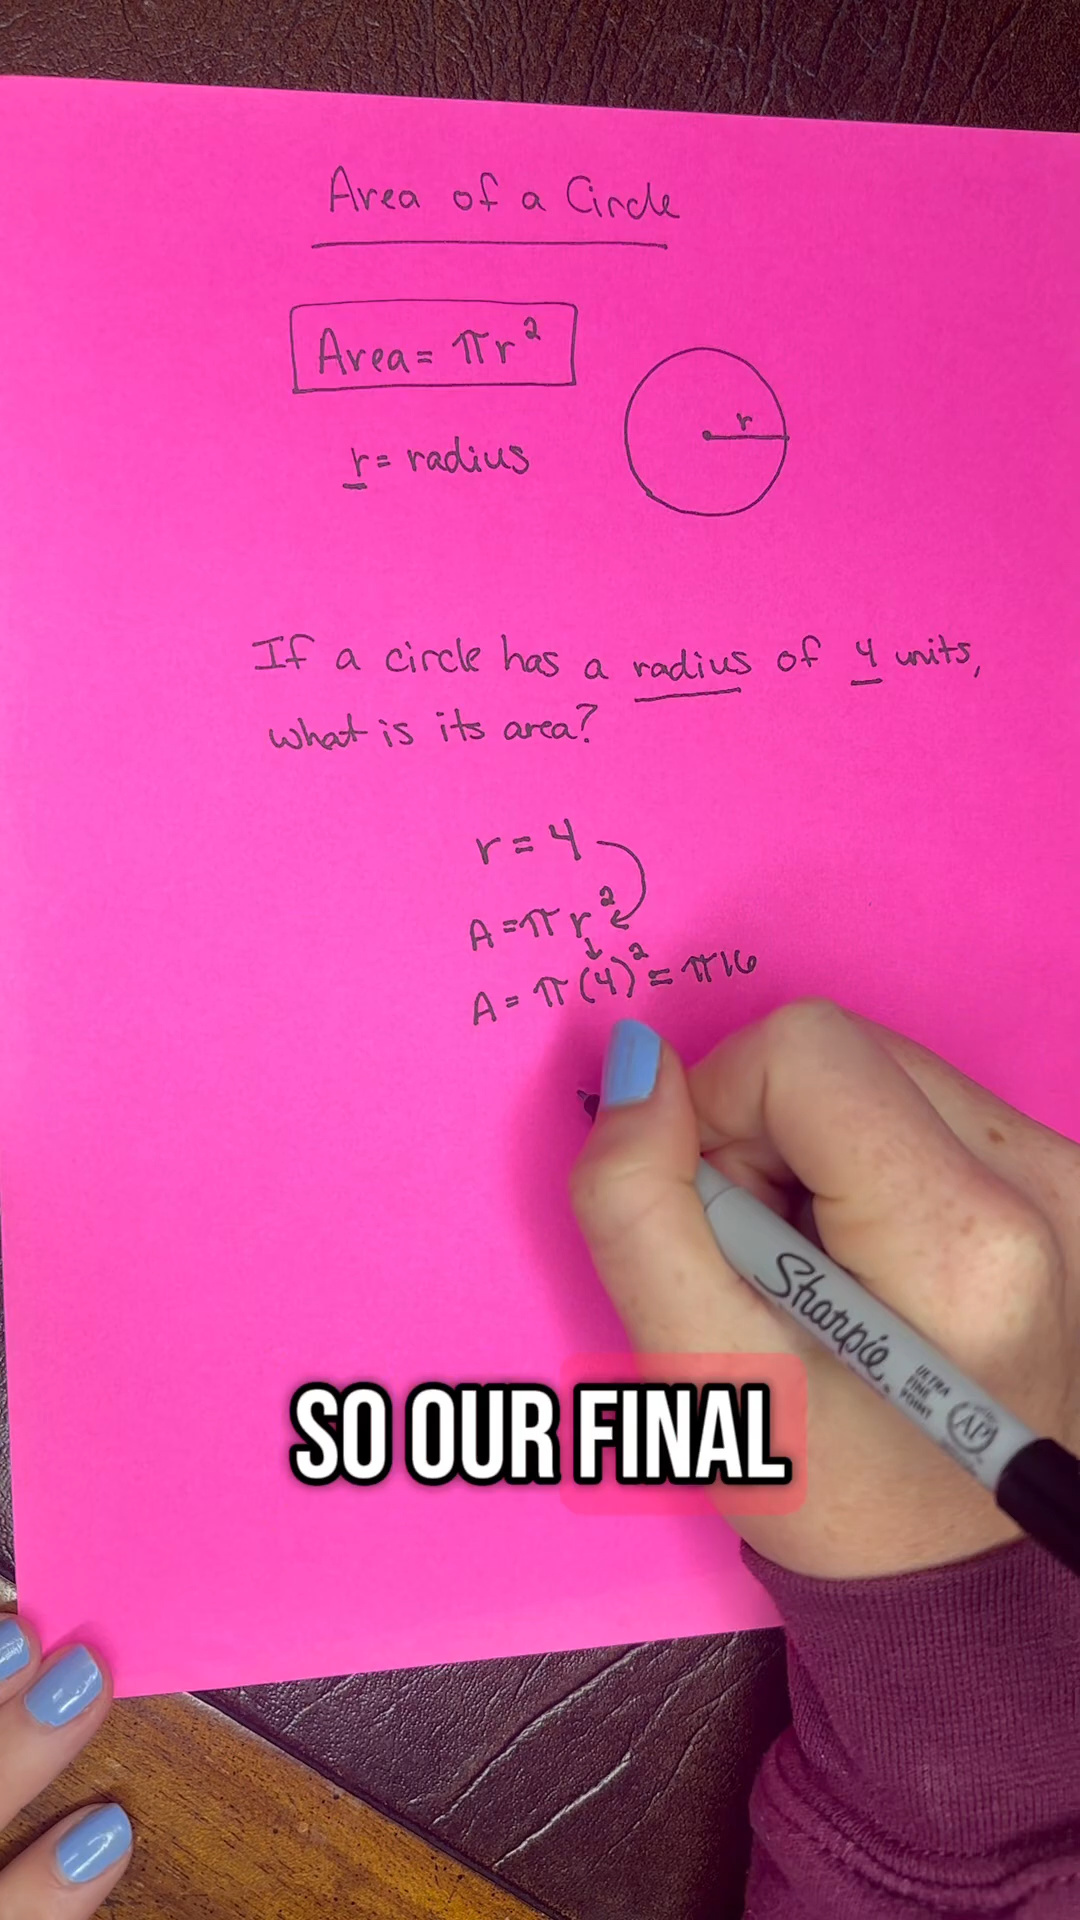 Area of a Circle
Area = πr²
r
r = radius
If a circle has a radius of 4 units,
what is its area?
r = 4
A = πr²
A = π(4)² = π16
Sharpie.
ULTRA
FINE
POINT
AP
SO OUR FINAL